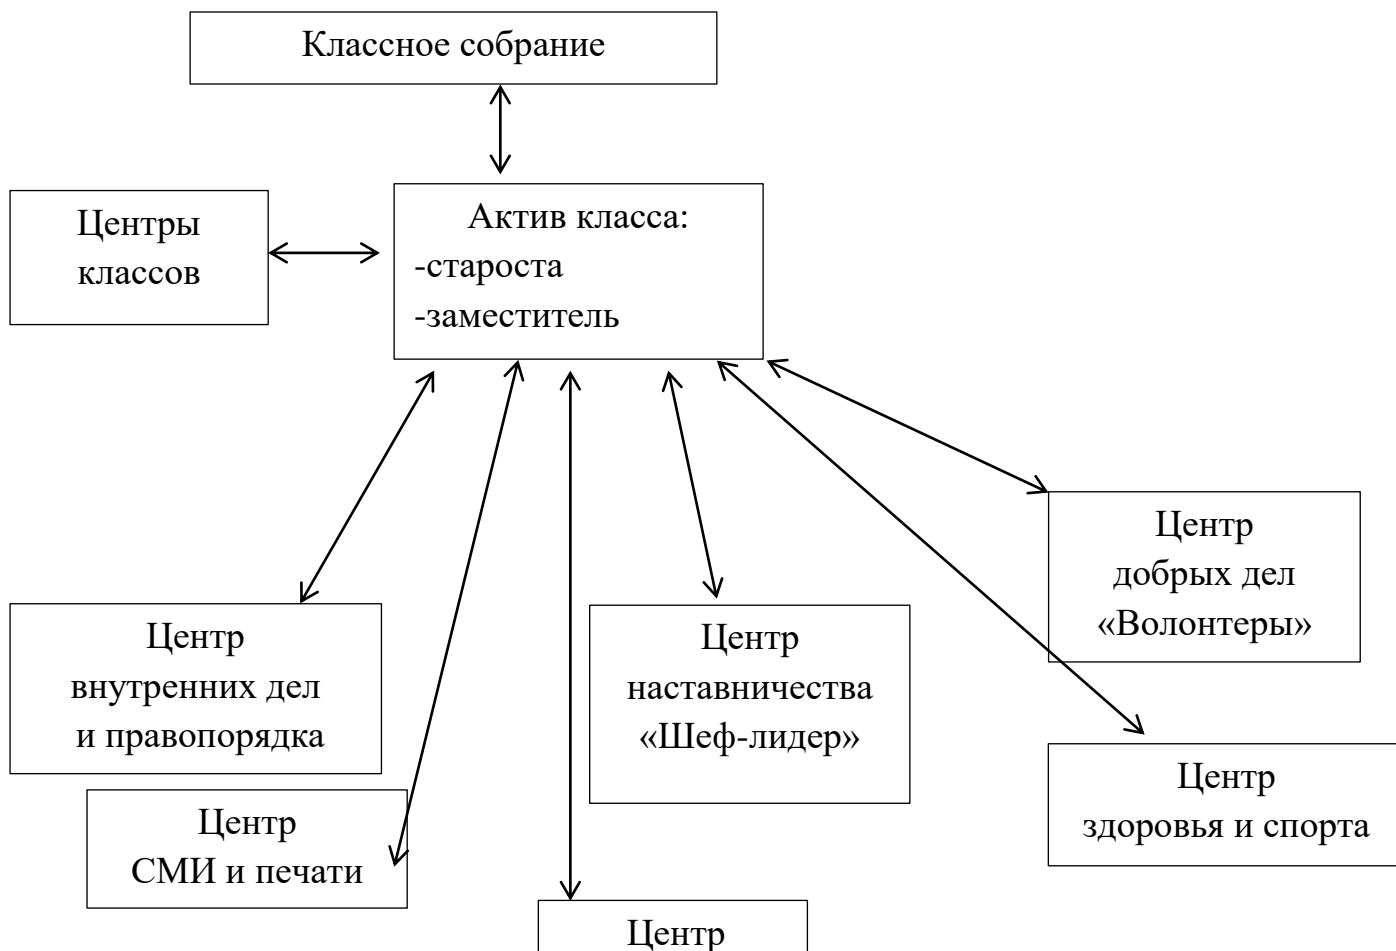 Классное собрание
Центры
классов
Актив класса:
-староста
-заместитель
Центр
добрых дел
«Волонтеры»
Центр
внутренних дел
и правопорядка
Центр
наставничества
«Шеф-лидер»
Центр
здоровья и спорта
Центр
СМИ и печати
Центр